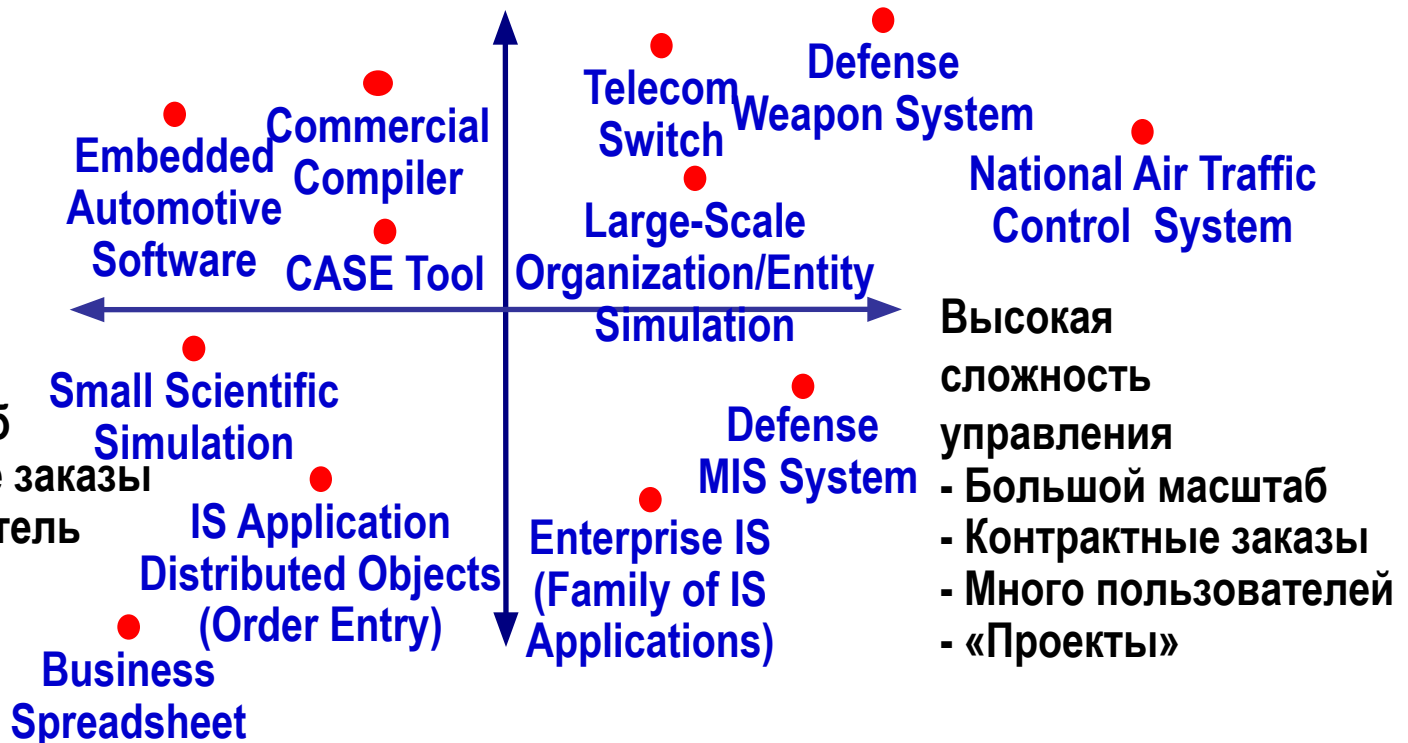 Defense
Weapon System
Telecom
Switch
Commercial
Compiler
Embedded
Automotive
Software
National Air Traffic
Control System
Large-Scale
Organization/Entity
Simulation
CASE Tool
Высокая
сложность
управления
- Большой масштаб
- Контрактные заказы
- Много пользователей
- «Проекты»
Small Scientific
Simulation
заказы
Defense
MIS System
IS Application
Distributed Objects
(Order Entry)
Enterprise IS
(Family of IS
Applications)
Business
Spreadsheet